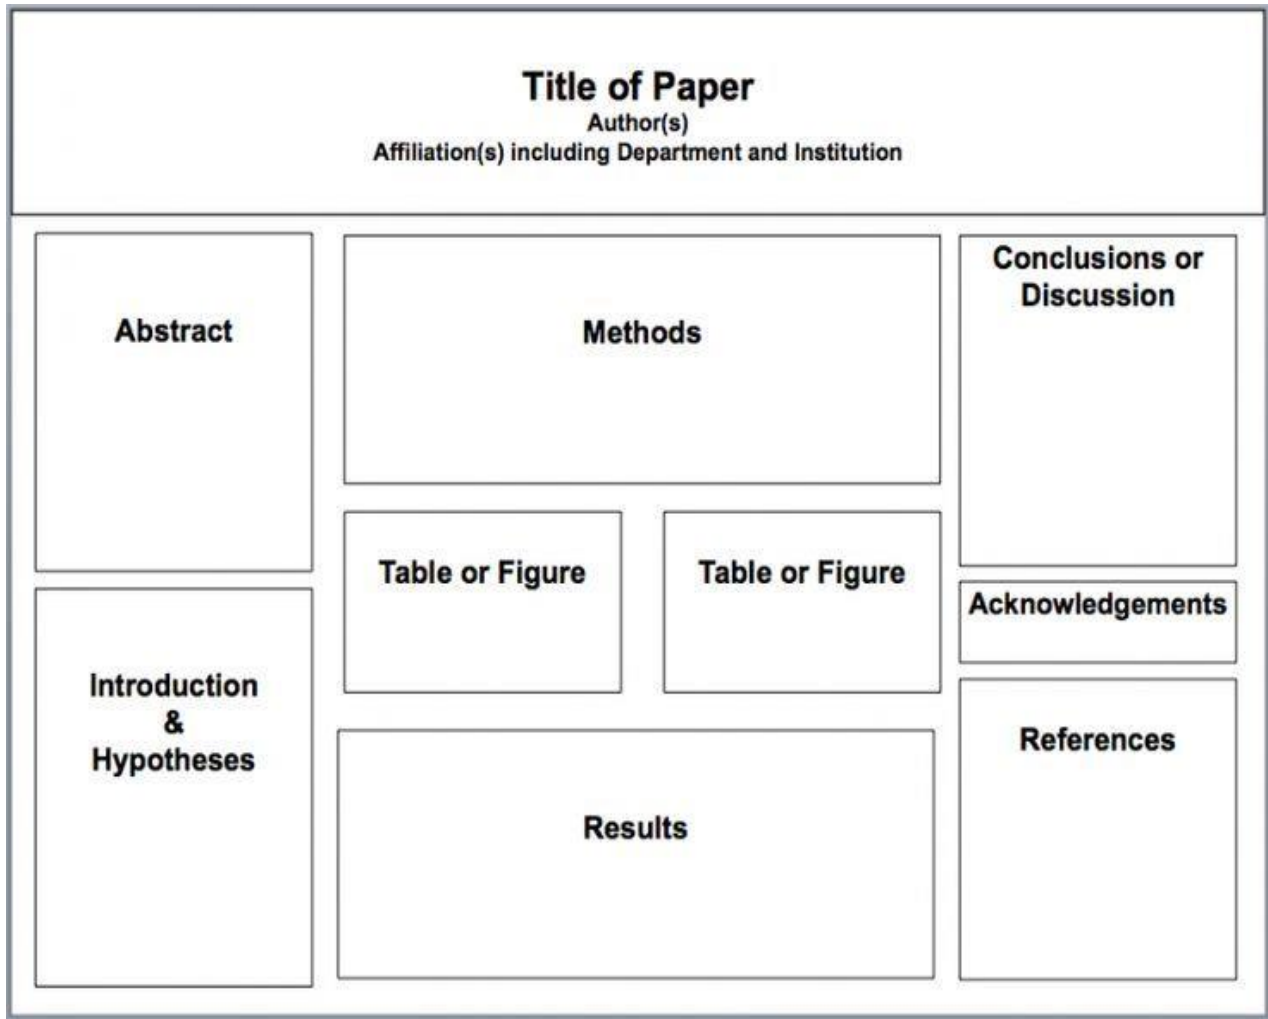 Title of Paper
Author(s)
Affiliation(s) including Department and Institution
Abstract
Introduction
&
Hypotheses
Methods
Table or Figure
Table or Figure
Results
Conclusions or
Discussion
Acknowledgements
References